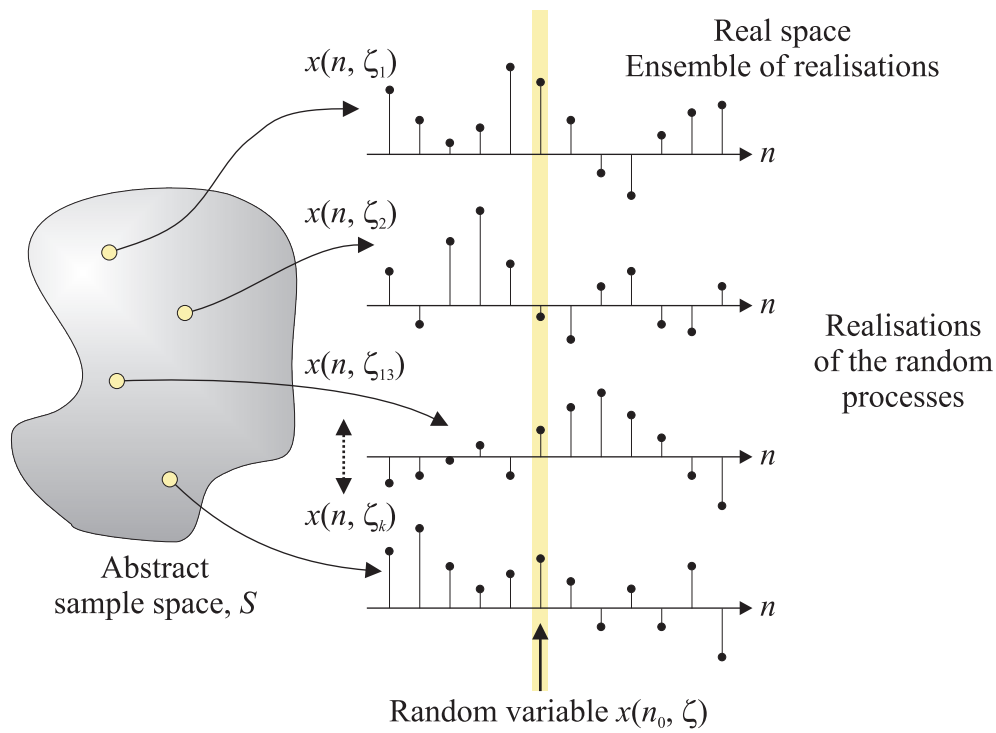 Real space
Ensemble of realisations
x(n, ζ₁)
n
x(n, ζ₂)
n
Realisations
of the random
processes
x(n, ζ₁₃)
n
x(n, ζₖ)
n
Abstract
sample space, S
Random variable x(n₀, ζ)